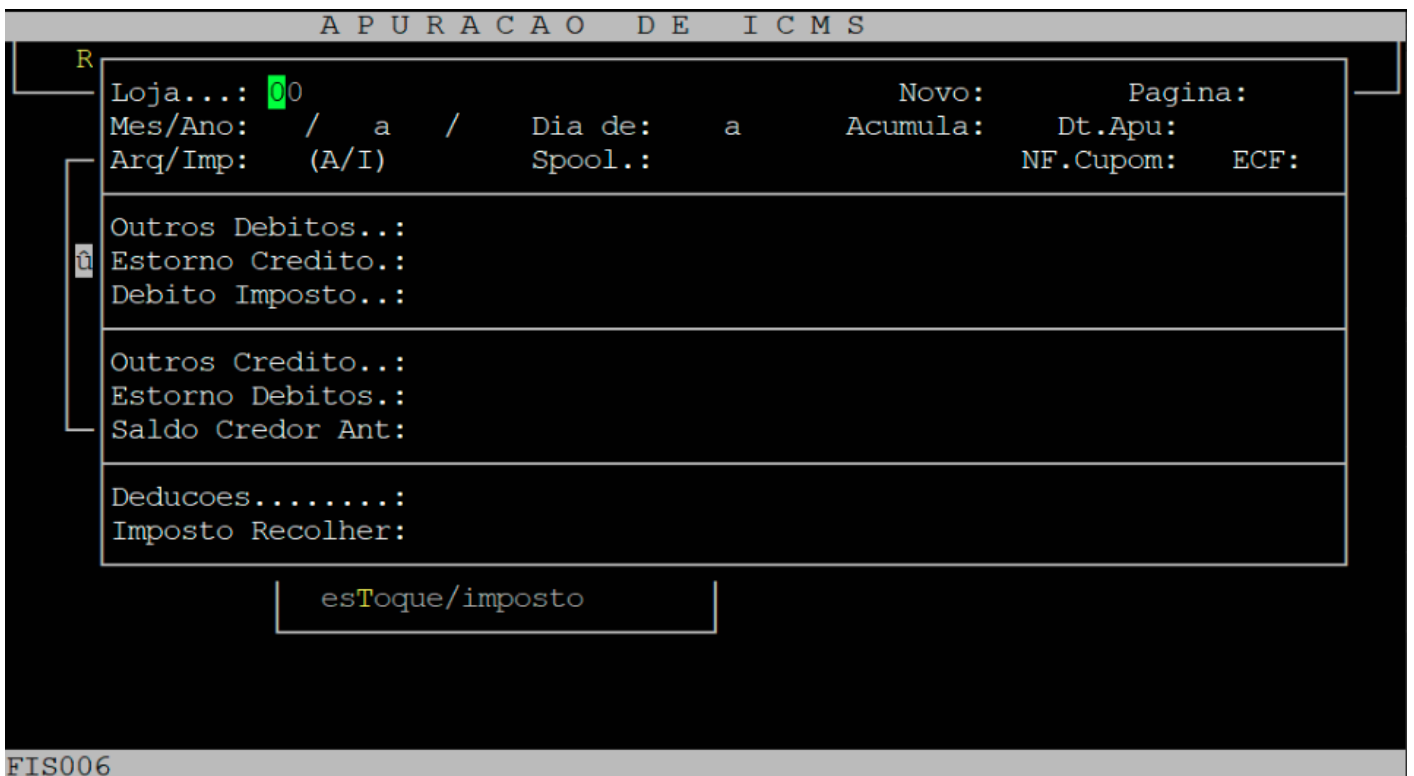 A P U R A C A O   D E   I C M S
R
Loja...: 00 Novo: Pagina:
Mes/Ano: / a / Dia de: a Acumula: Dt.Apu:
Arq/Imp: (A/I) Spool.: NF.Cupom: ECF:
Outros Debitos..:
û Estorno Credito.:
Debito Imposto..:
Outros Credito..:
Estorno Debitos.:
Saldo Credor Ant:
Deducoes........:
Imposto Recolher:
esToque/imposto
FIS006